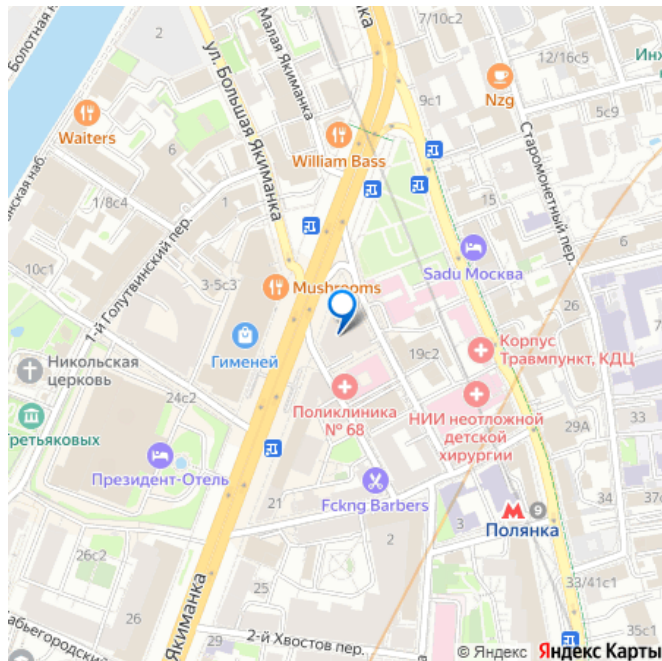 Болотная н
2
ул. Большая Якиманка
Малая Якиманка
КА
7/10с2
12/16с5
Инж
Nzg
5с9
9с1
Старомонетный пер.
Waiters
6
William Bass
1/8с4
1
15
6
Sadu Москва
10с1
1-й Голутвинский пер.
3-5с3
Mushrooms
26
Никольская
церковь
Гименей
19с2
Корпус
Травмпункт, КДЦ
24с2
Поликлиника
№ 68
НИИ неотложной
детской
хирургии
Третьяковых
29А
33
Президент-Отель
Fckng Barbers
34
37/
21
3
9
Полянка
26с2
2
25
33/41с1
29
2-й Хвостов пер.
Якиманка
35с1
© Яндекс Яндекс Карты